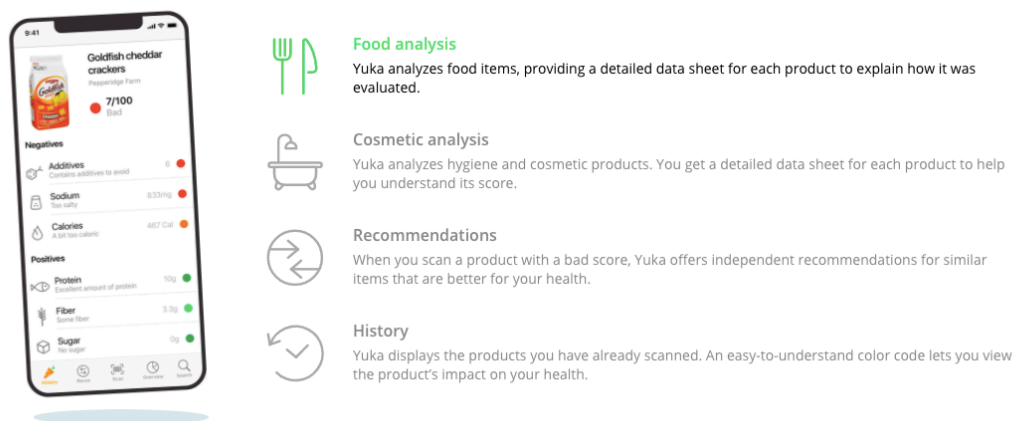 9:41
Goldfish cheddar
crackers
Pepperidge Farm
Goldfish
7/100
Bad
Negatives
Additives
6
Contains additives to avoid
Sodium
833mg
Too salty
Calories
467 Cal
A bit too caloric
Positives
Protein
10g
Excellent amount of protein
Fiber
3.3g
Some fiber
Sugar
0g
No sugar
History
Recos
Scan
Overview
Search
Food analysis
Yuka analyzes food items, providing a detailed data sheet for each product to explain how it was
evaluated.
Cosmetic analysis
Yuka analyzes hygiene and cosmetic products. You get a detailed data sheet for each product to help
you understand its score.
Recommendations
When you scan a product with a bad score, Yuka offers independent recommendations for similar
items that are better for your health.
History
Yuka displays the products you have already scanned. An easy-to-understand color code lets you view
the product's impact on your health.